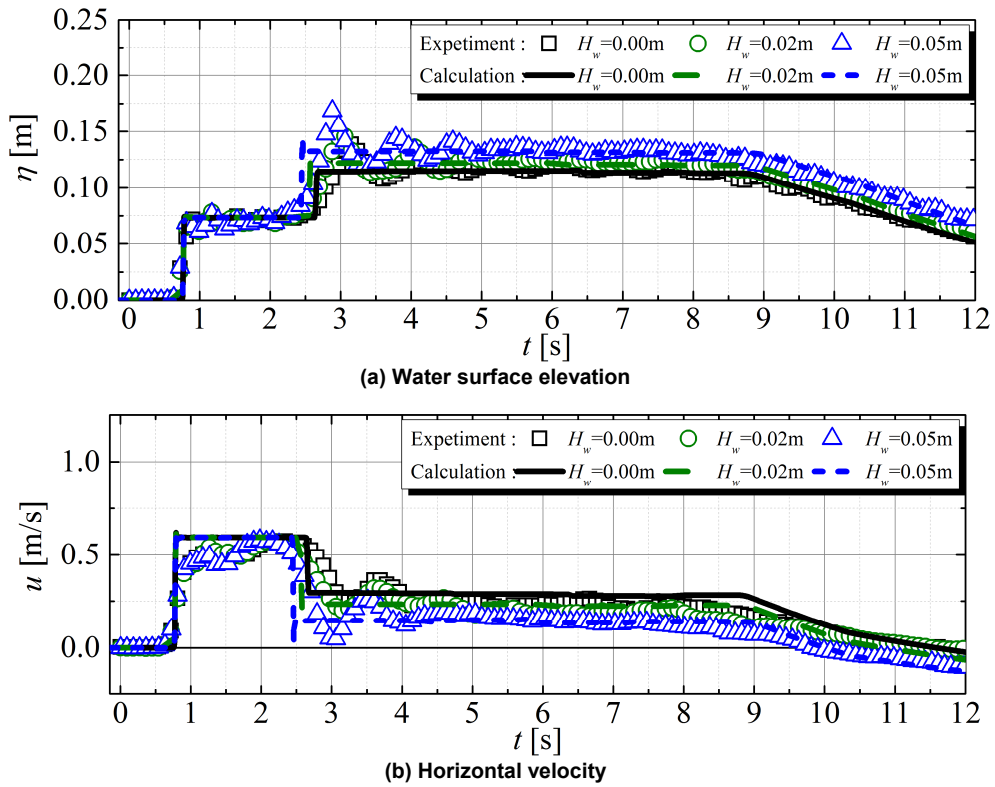 0.25
0.20
0.15
0.10
0.05
0.00
η [m]
Expetiment : H_w=0.00m H_w=0.02m H_w=0.05m
Calculation : H_w=0.00m H_w=0.02m H_w=0.05m
0 1 2 3 4 5 6 7 8 9 10 11 12
t [s]
(a) Water surface elevation
1.0
0.5
0.0
u [m/s]
Expetiment : H_w=0.00m H_w=0.02m H_w=0.05m
Calculation : H_w=0.00m H_w=0.02m H_w=0.05m
0 1 2 3 4 5 6 7 8 9 10 11 12
t [s]
(b) Horizontal velocity